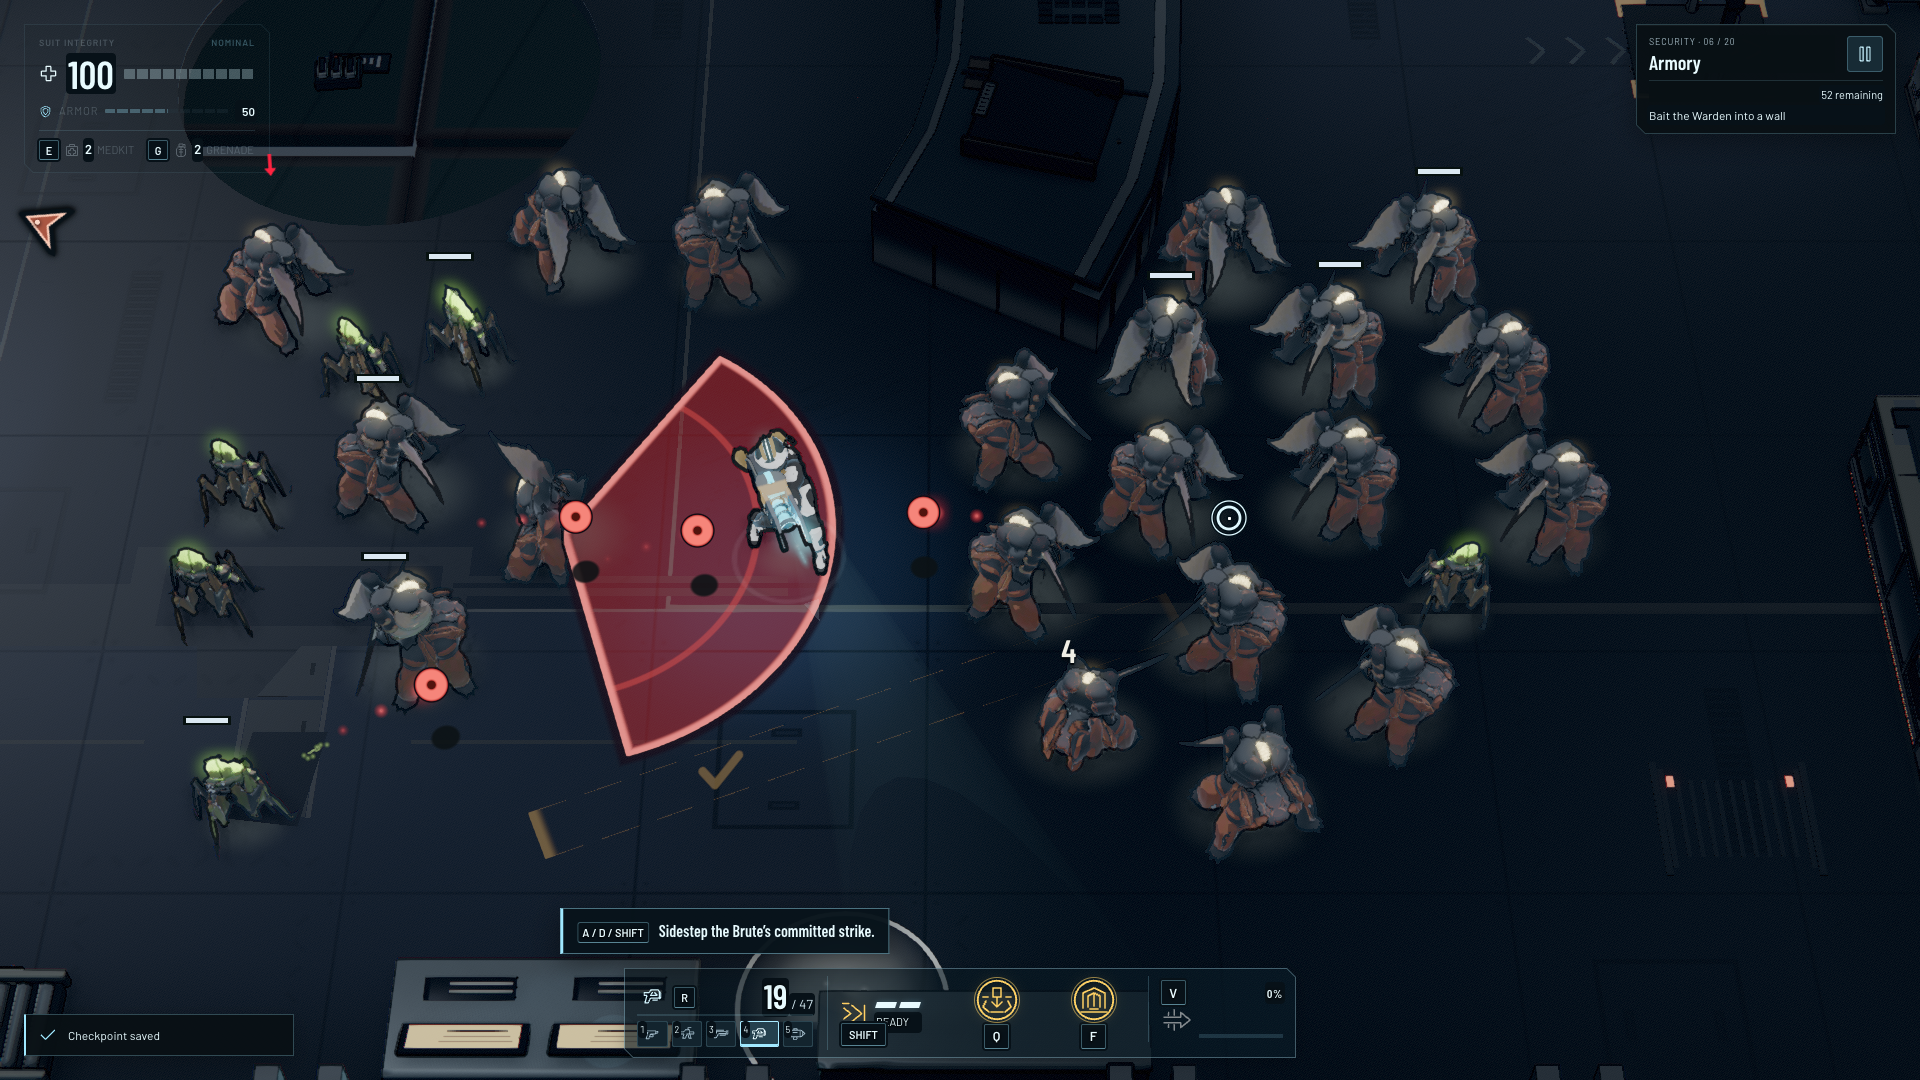 SUIT INTEGRITY NOMINAL
100
ARMOR 50
E 2 MEDKIT G 2 GRENADE
SECURITY · 06 / 20
Armory
52 remaining
Bait the Warden into a wall
4
A / D / SHIFT Sidestep the Brute's committed strike.
R 19 / 47
1 2 3 4 5
READY
SHIFT
Q
F
V 0%
Checkpoint saved